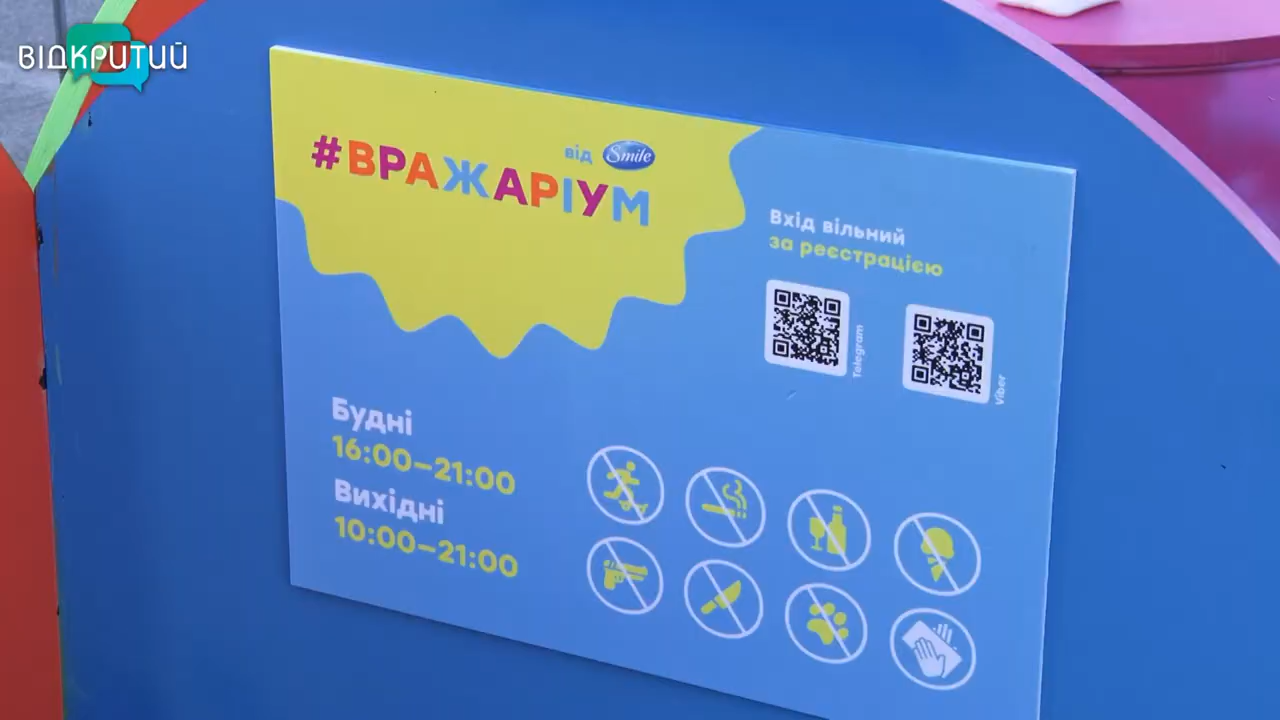 ВІДКРИТИЙ
від Smile
#ВРАЖАРІУМ
Вхід вільний
за реєстрацією
Telegram
Viber
Будні
16:00–21:00
Вихідні
10:00–21:00